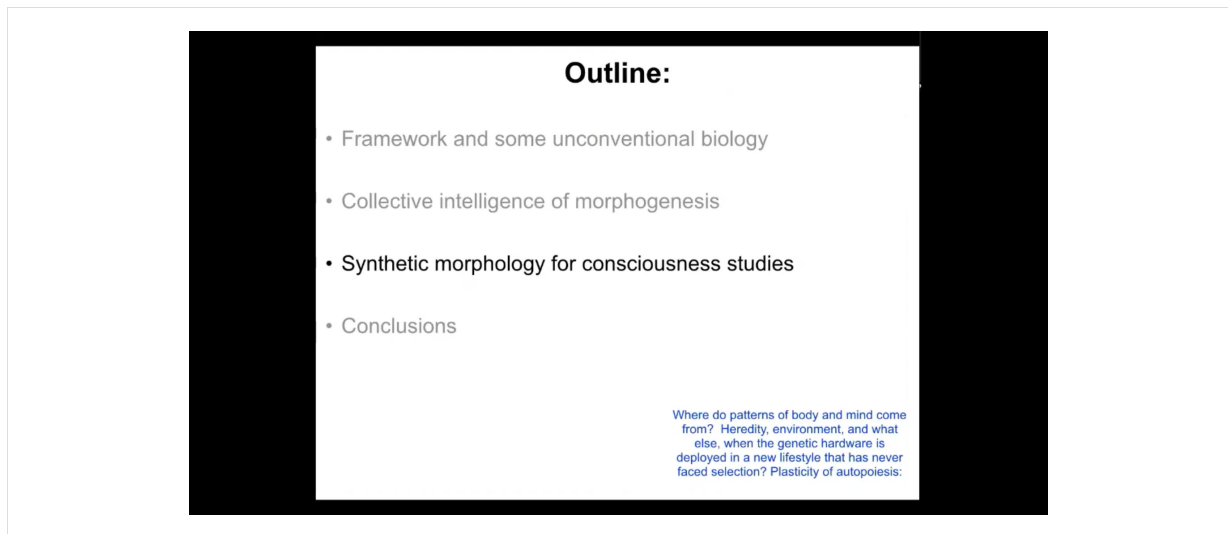 Outline:
• Framework and some unconventional biology
• Collective intelligence of morphogenesis
• Synthetic morphology for consciousness studies
• Conclusions
Where do patterns of body and mind come
from? Heredity, environment, and what
else, when the genetic hardware is
deployed in a new lifestyle that has never
faced selection? Plasticity of autopoiesis: